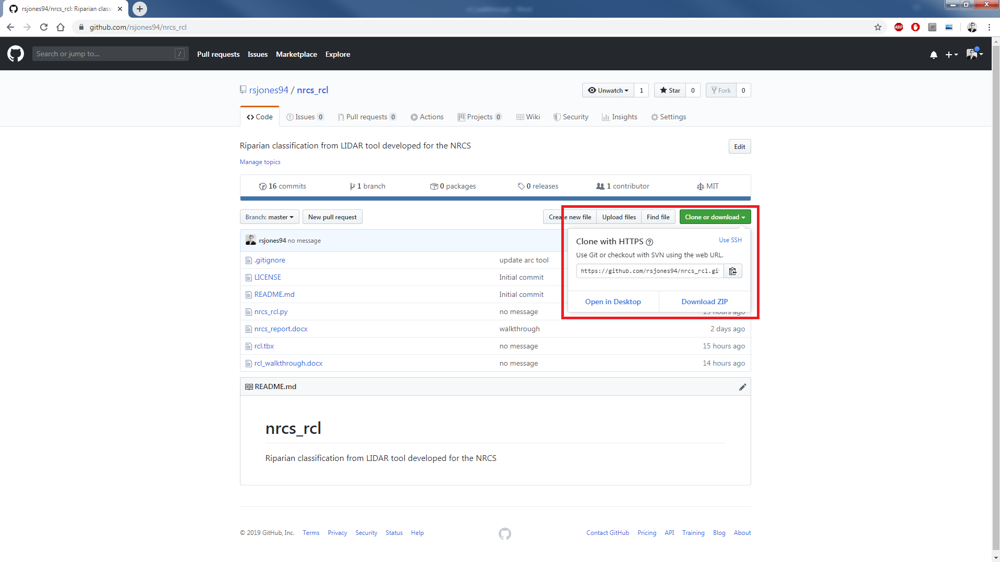 rsjones94/nrcs_rcl: Riparian class
github.com/rsjones94/nrcs_rcl
ABP
Search or jump to... /
Pull requests Issues Marketplace Explore
rsjones94 / nrcs_rcl
Unwatch 1 Star 0 Fork 0
Code Issues 0 Pull requests 0 Actions Projects 0 Wiki Security Insights Settings
Riparian classification from LIDAR tool developed for the NRCS
Edit
Manage topics
16 commits 1 branch 0 packages 0 releases 1 contributor MIT
Branch: master New pull request Create new file Upload files Find file Clone or download
rsjones94 no message
Clone with HTTPS ? Use SSH
Use Git or checkout with SVN using the web URL.
https://github.com/rsjones94/nrcs_rcl.gi
Open in Desktop Download ZIP
.gitignore update arc tool
LICENSE Initial commit
README.md Initial commit
nrcs_rcl.py no message 15 hours ago
nrcs_report.docx walkthrough 2 days ago
rcl.tbx no message 15 hours ago
rcl_walkthrough.docx no message 14 hours ago
README.md
nrcs_rcl
Riparian classification from LIDAR tool developed for the NRCS
© 2019 GitHub, Inc. Terms Privacy Security Status Help
Contact GitHub Pricing API Training Blog About